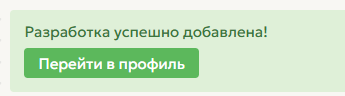 Разработка успешно добавлена!
Перейти в профиль